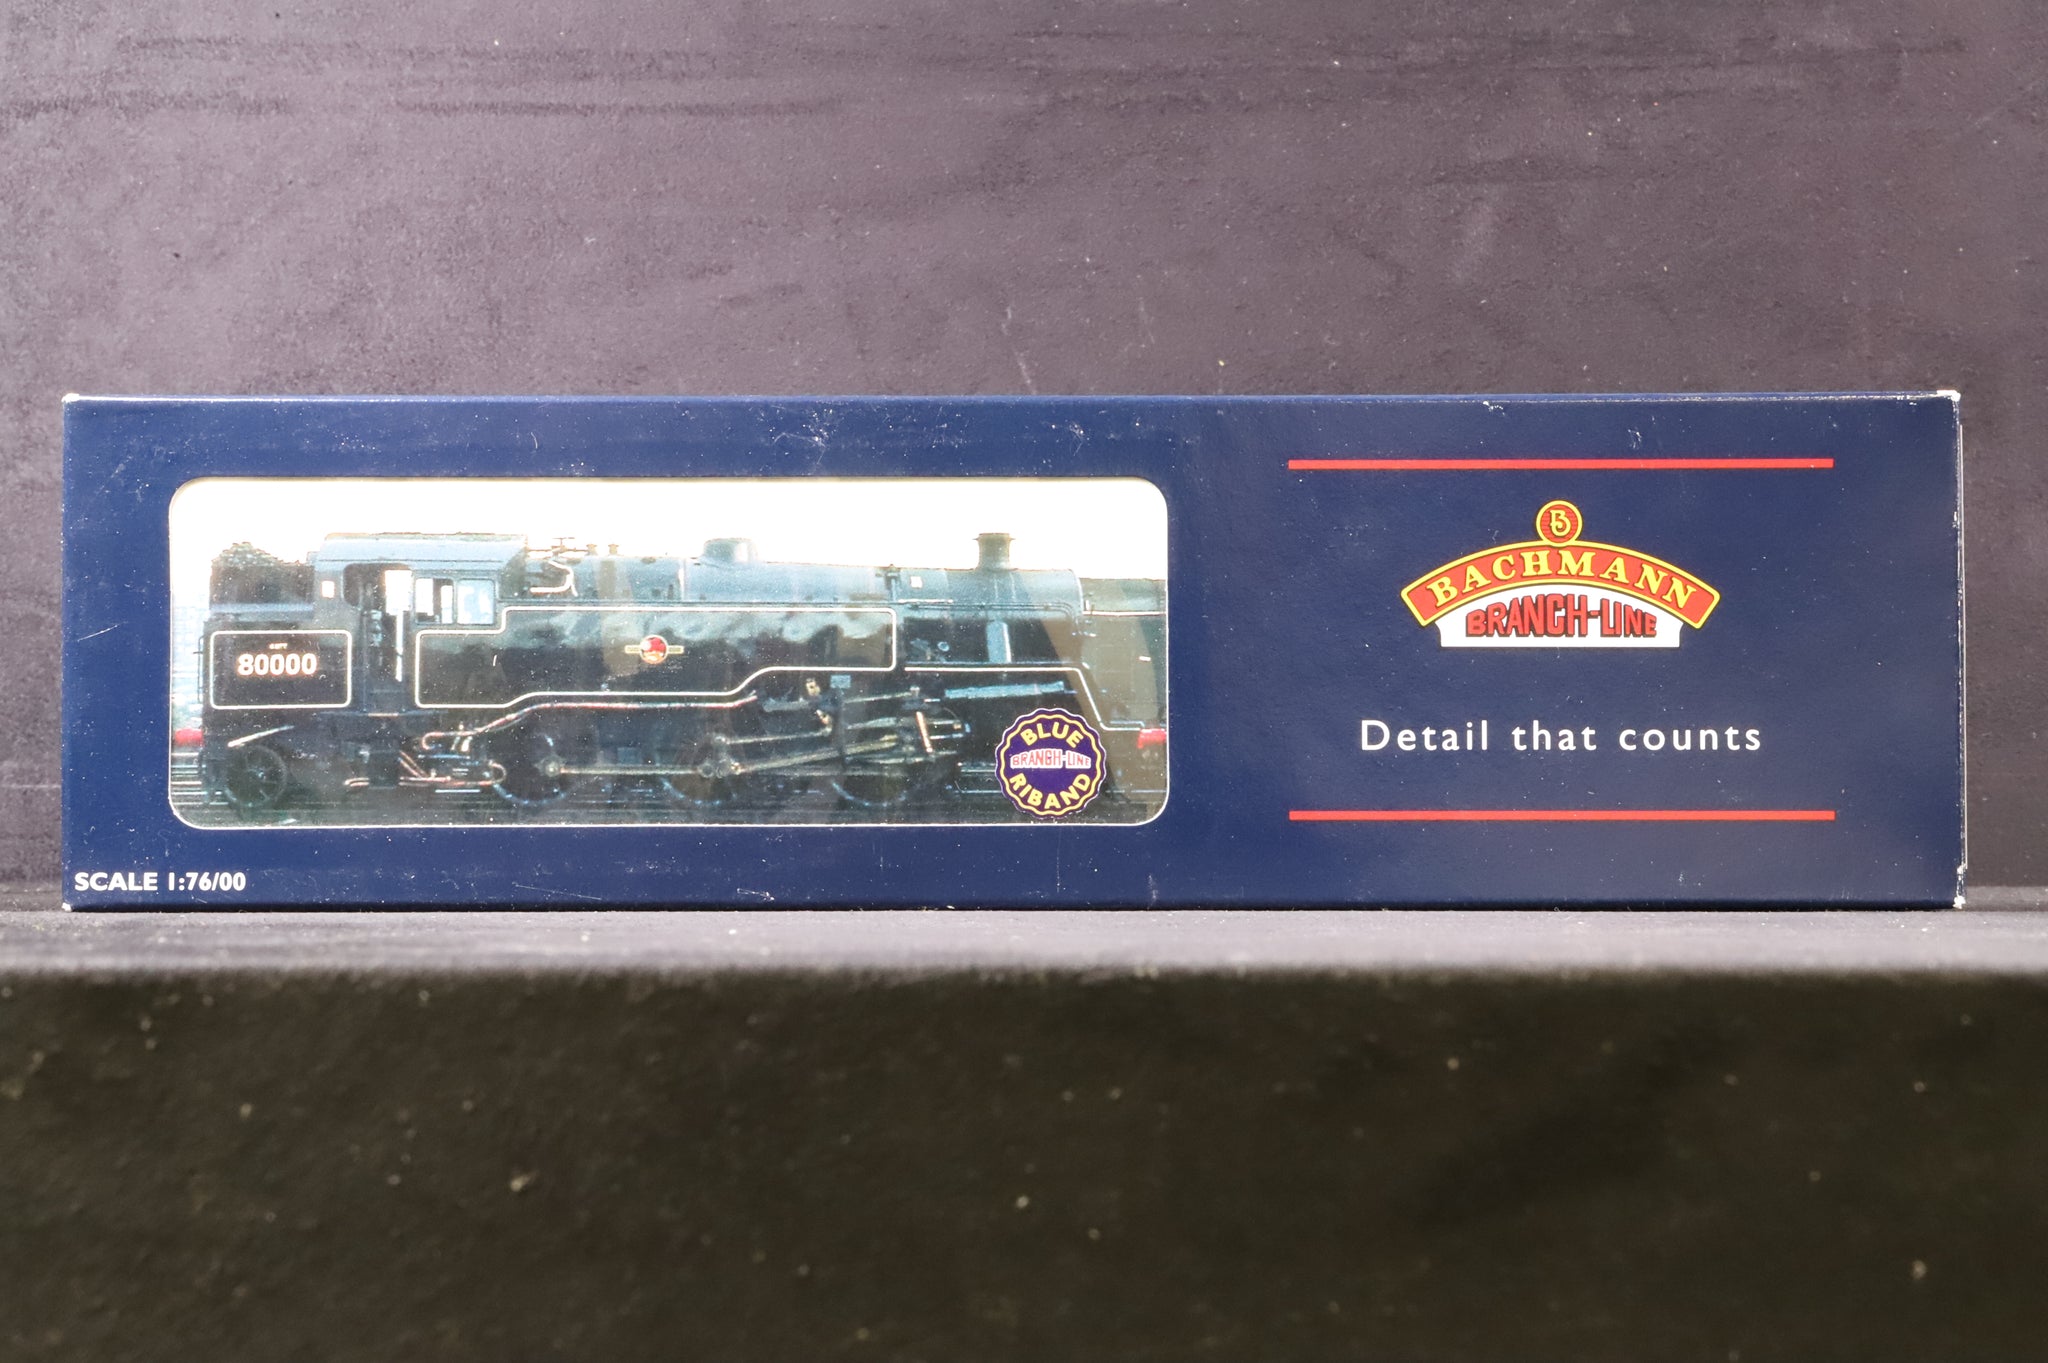 80000
BLUE
BRANCH-LINE
RIBAND
SCALE 1:76/00
B
BACHMANN
BRANCH-LINE
Detail that counts